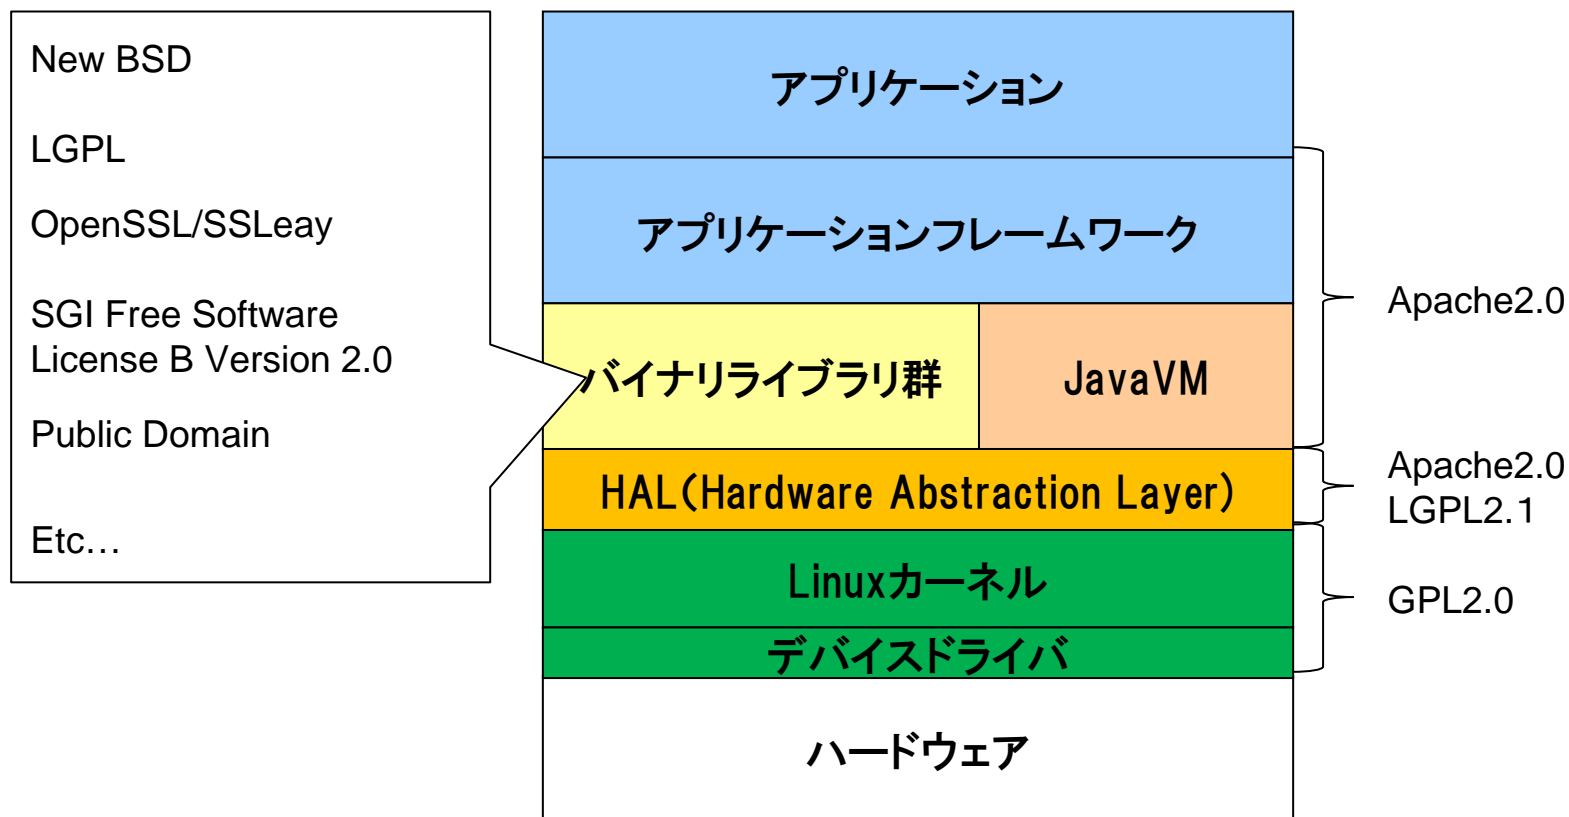 New BSD
LGPL
OpenSSL/SSLeay
SGI Free Software
License B Version 2.0
Public Domain
Etc…
アプリケーション
アプリケーションフレームワーク
バイナリライブラリ群
JavaVM
HAL(Hardware Abstraction Layer)
Linuxカーネル
デバイスドライバ
ハードウェア
Apache2.0
Apache2.0
LGPL2.1
GPL2.0